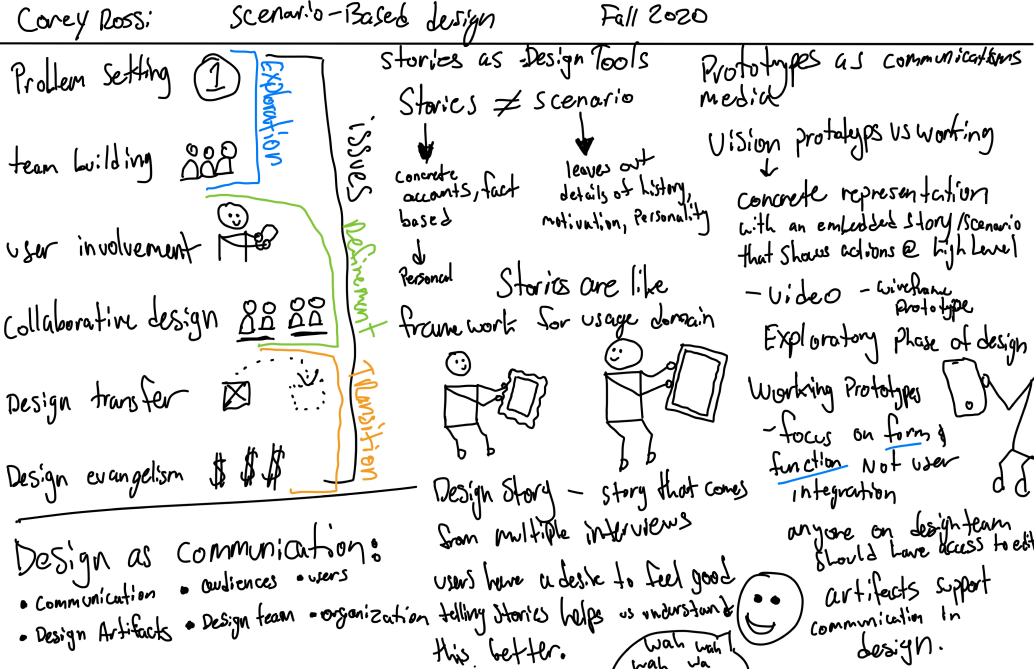 Corey Rossi Scenario-Based design Fall 2020
Problem Setting 1
team building
user involvement
Collaborative design
Design transfer
Design evangelism $ $ $
Exploration
issues
Refinement
Transition
Design as communication:
• Communication • audiences • users
• Design Artifacts • Design team • organization
Stories as Design Tools
Stories ≠ scenario
concrete
accounts, fact
based
Personal
leaves out
details of history,
motivation, Personality
Stories are like
framework for usage domain
Design Story – story that comes
from multiple interviews
users have a desire to feel good
telling stories helps us understand
this better.
wah wah
wah wa
Prototypes as communications
media
Vision prototyps vs working
concrete representation
with an embedded story/scenario
that shows actions @ high Level
- video - wireframe
prototype
Exploratory Phase of design
Working Prototypes
- focus on form &
function Not user
integration
anyone on design team
should have access to edit
artifacts support
communication in
design.